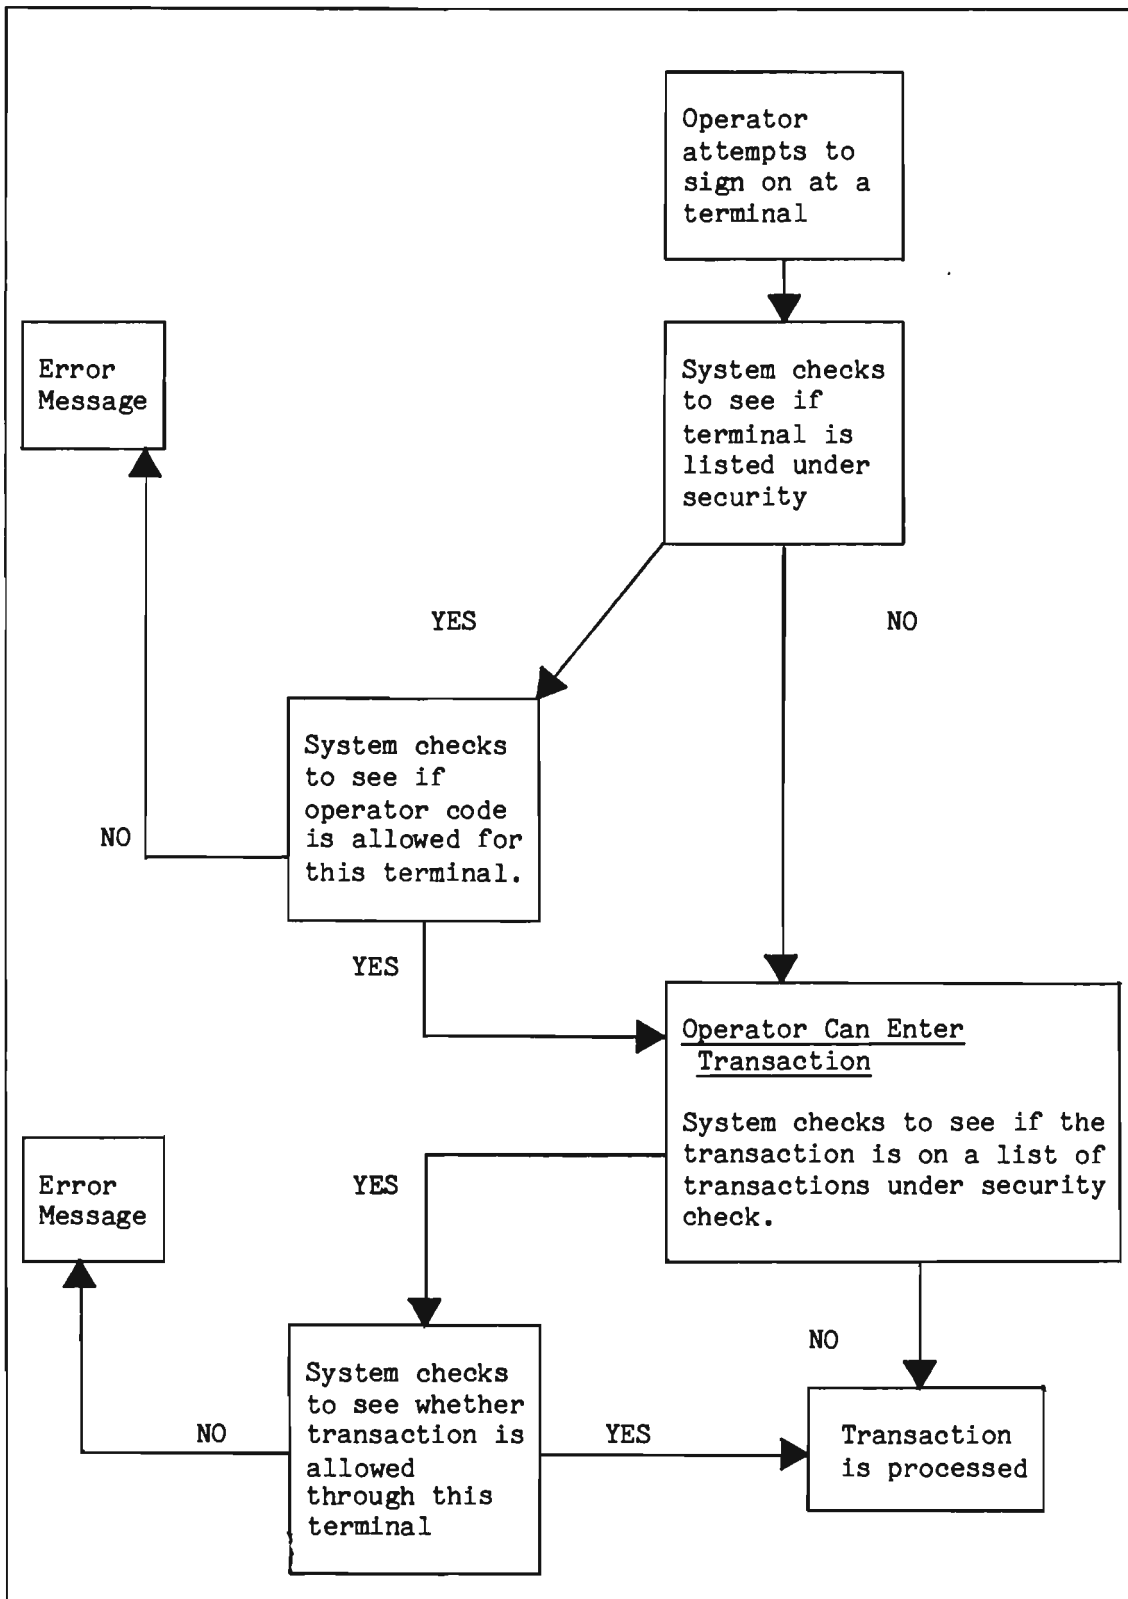 Operator
attempts to
sign on at a
terminal
Error
Message
System checks
to see if
terminal is
listed under
security
YES
NO
System checks
to see if
operator code
is allowed for
this terminal.
NO
YES
Operator Can Enter
Transaction
System checks to see if the
transaction is on a list of
transactions under security
check.
YES
Error
Message
NO
System checks
to see whether
transaction is
allowed
through this
terminal
NO
YES
Transaction
is processed